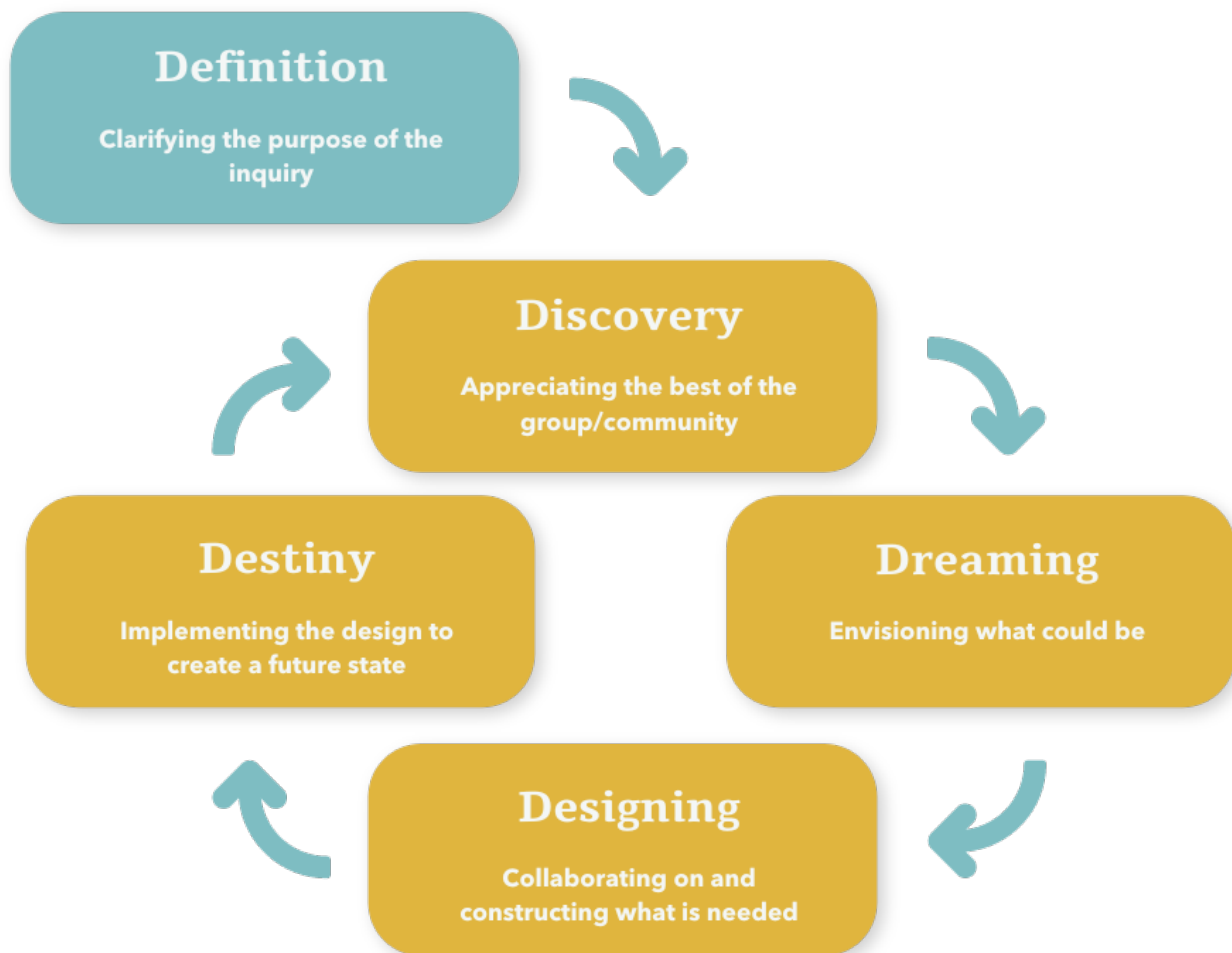 Definition
Clarifying the purpose of the
inquiry
Discovery
Appreciating the best of the
group/community
Destiny
Implementing the design to
create a future state
Dreaming
Envisioning what could be
Designing
Collaborating on and
constructing what is needed